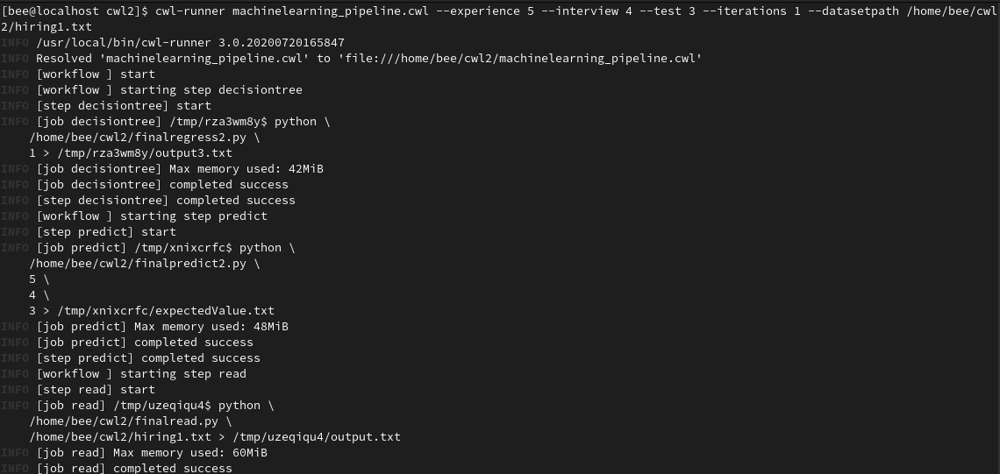 [bee@localhost cwl2]$ cwl-runner machinelearning_pipeline.cwl --experience 5 --interview 4 --test 3 --iterations 1 --datasetpath /home/bee/cwl
2/hiring1.txt
INFO /usr/local/bin/cwl-runner 3.0.20200720165847
INFO Resolved 'machinelearning_pipeline.cwl' to 'file:///home/bee/cwl2/machinelearning_pipeline.cwl'
INFO [workflow ] start
INFO [workflow ] starting step decisiontree
INFO [step decisiontree] start
INFO [job decisiontree] /tmp/rza3wm8y$ python \
    /home/bee/cwl2/finalregress2.py \
    1 > /tmp/rza3wm8y/output3.txt
INFO [job decisiontree] Max memory used: 42MiB
INFO [job decisiontree] completed success
INFO [step decisiontree] completed success
INFO [workflow ] starting step predict
INFO [step predict] start
INFO [job predict] /tmp/xnixcrfc$ python \
    /home/bee/cwl2/finalpredict2.py \
    5 \
    4 \
    3 > /tmp/xnixcrfc/expectedValue.txt
INFO [job predict] Max memory used: 48MiB
INFO [job predict] completed success
INFO [step predict] completed success
INFO [workflow ] starting step read
INFO [step read] start
INFO [job read] /tmp/uzeqiqu4$ python \
    /home/bee/cwl2/finalread.py \
    /home/bee/cwl2/hiring1.txt > /tmp/uzeqiqu4/output.txt
INFO [job read] Max memory used: 60MiB
INFO [job read] completed success